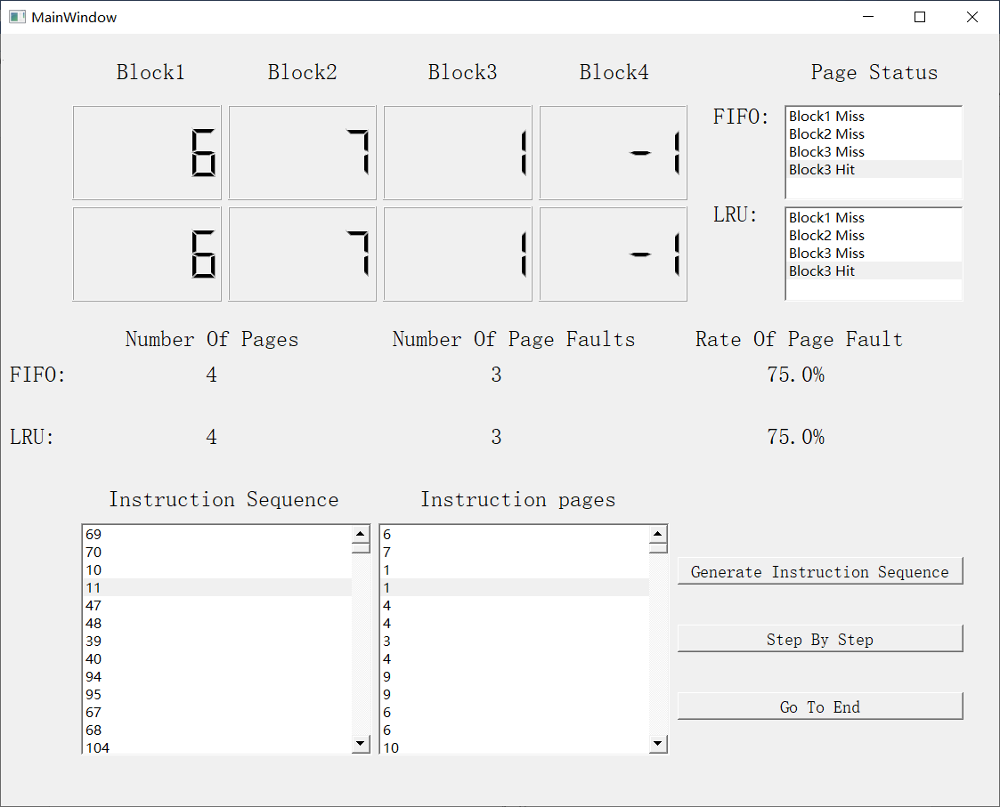 MainWindow
Block1 Block2 Block3 Block4 Page Status
6 7 1 -1
FIFO:
Block1 Miss
Block2 Miss
Block3 Miss
Block3 Hit
6 7 1 -1
LRU:
Block1 Miss
Block2 Miss
Block3 Miss
Block3 Hit
Number Of Pages Number Of Page Faults Rate Of Page Fault
FIFO: 4 3 75.0%
LRU: 4 3 75.0%
Instruction Sequence Instruction pages
69 6
70 7
10 1
11 1
47 4
48 4
39 3
40 4
94 9
95 9
67 6
68 6
104 10
Generate Instruction Sequence
Step By Step
Go To End